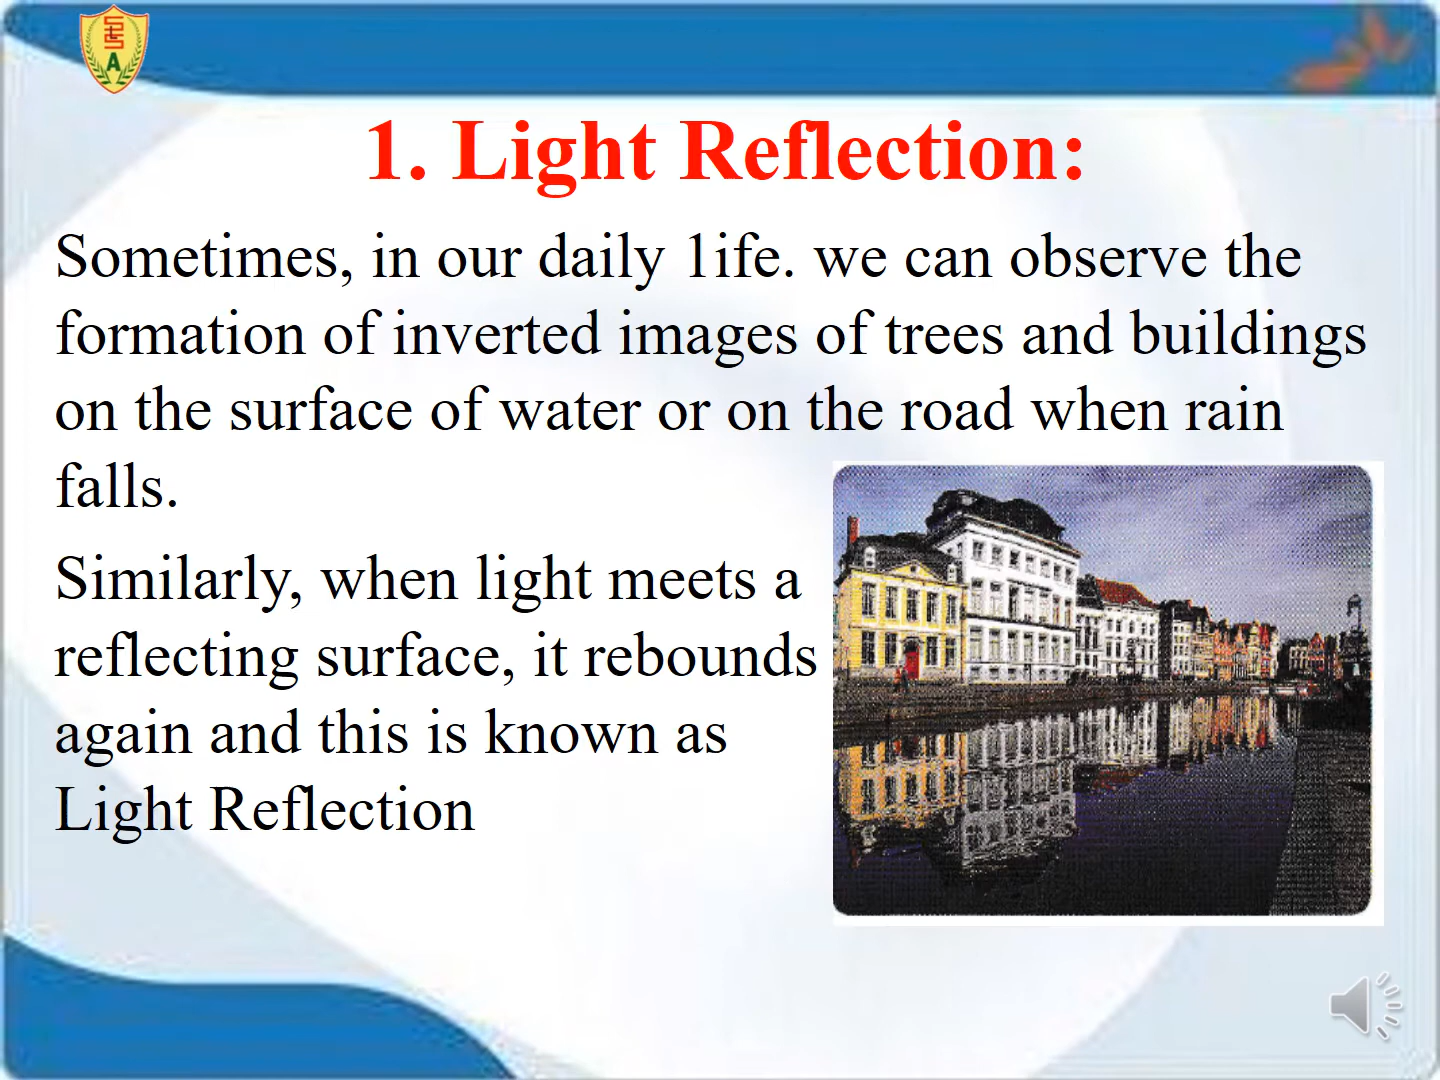 1. Light Reflection:
Sometimes, in our daily 1ife. we can observe the
formation of inverted images of trees and buildings
on the surface of water or on the road when rain
falls.
Similarly, when light meets a
reflecting surface, it rebounds
again and this is known as
Light Reflection